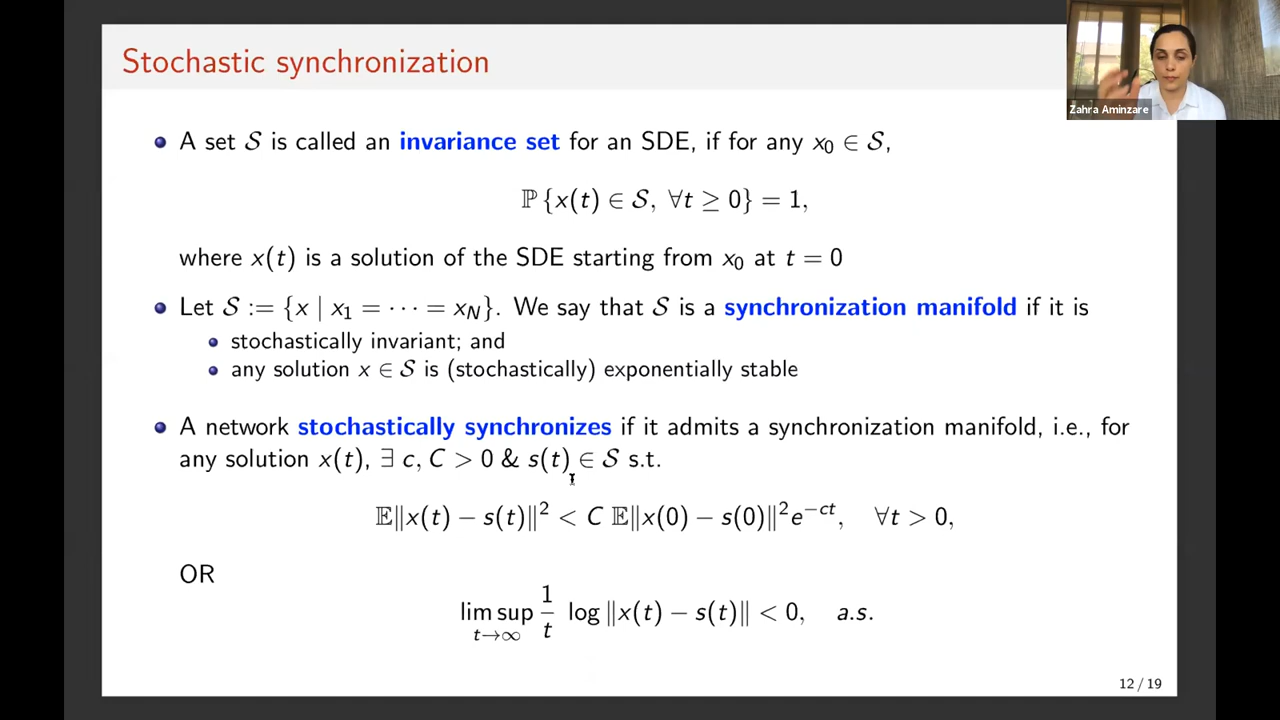 Stochastic synchronization
Zahra Aminzare
A set 𝒮 is called an invariance set for an SDE, if for any x₀ ∈ 𝒮,
ℙ {x(t) ∈ 𝒮, ∀t ≥ 0} = 1,
where x(t) is a solution of the SDE starting from x₀ at t = 0
Let 𝒮 := {x | x₁ = ⋯ = x_N}. We say that 𝒮 is a synchronization manifold if it is
stochastically invariant; and
any solution x ∈ 𝒮 is (stochastically) exponentially stable
A network stochastically synchronizes if it admits a synchronization manifold, i.e., for
any solution x(t), ∃ c, C > 0 & s(t) ∈ 𝒮 s.t.
𝔼‖x(t) − s(t)‖² < C 𝔼‖x(0) − s(0)‖²e^{−ct}, ∀t > 0,
OR
lim sup_{t→∞} 1/t log ‖x(t) − s(t)‖ < 0, a.s.
12 / 19